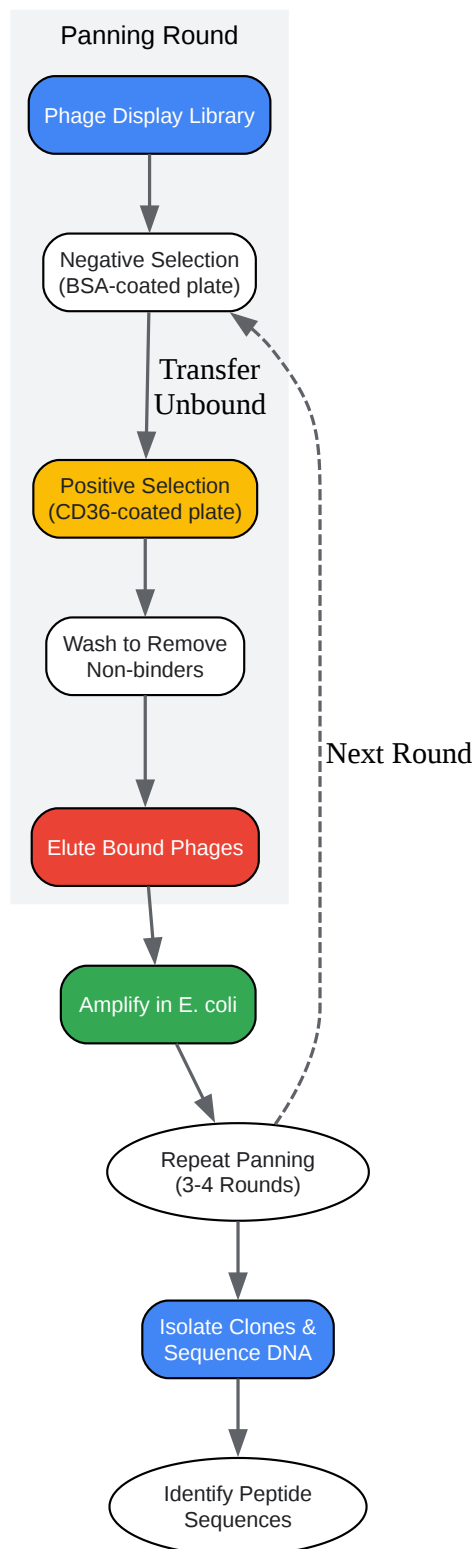 Panning Round
Phage Display Library
Negative Selection
(BSA-coated plate)
Transfer
Unbound
Positive Selection
(CD36-coated plate)
Wash to Remove
Non-binders
Next Round
Elute Bound Phages
Amplify in E. coli
Repeat Panning
(3-4 Rounds)
Isolate Clones &
Sequence DNA
Identify Peptide
Sequences